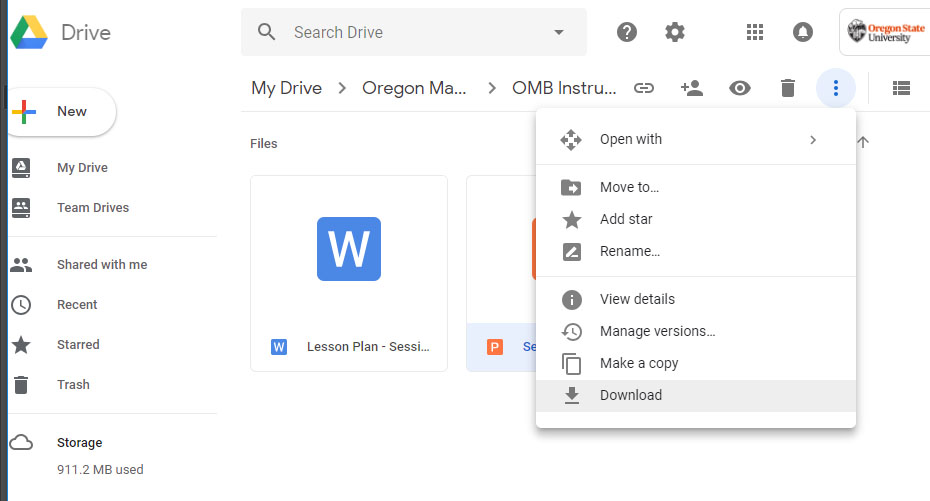 Drive
Search Drive
Oregon State
University
My Drive
Oregon Ma...
OMB Instru...
New
My Drive
Team Drives
Shared with me
Recent
Starred
Trash
Storage
911.2 MB used
Files
W
W
Lesson Plan - Sessi...
P
Se
Open with
Move to...
Add star
Rename...
View details
Manage versions...
Make a copy
Download